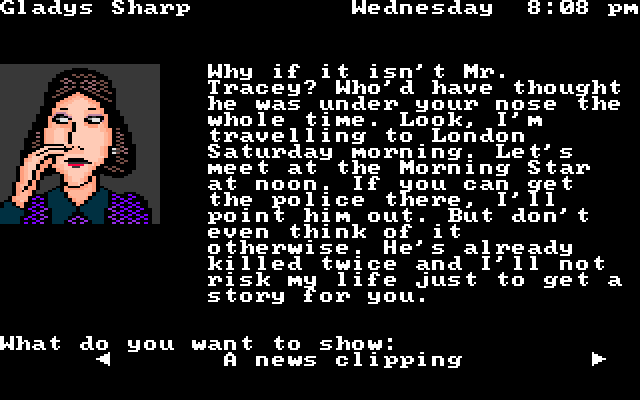 Gladys Sharp
Wednesday 8:08 pm
Why if it isn't Mr.
Tracey? Who'd have thought
he was under your nose the
whole time. Look, I'm
travelling to London
Saturday morning. Let's
meet at the Morning Star
at noon. If you can get
the police there, I'll
point him out. But don't
even think of it
otherwise. He's already
killed twice and I'll not
risk my life just to get a
story for you.
What do you want to show:
A news clipping